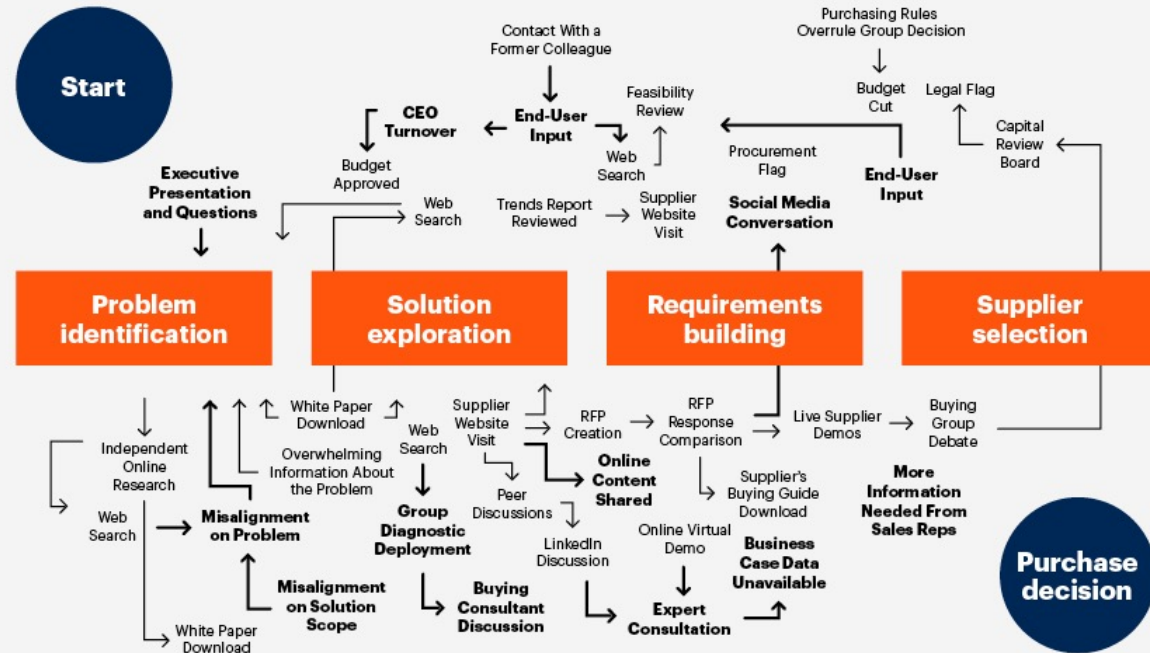 Start
Contact With a
Former Colleague
Purchasing Rules
Overrule Group Decision
CEO
Turnover
End-User
Input
Feasibility
Review
Budget
Cut
Legal Flag
Capital
Review
Board
Executive
Presentation
and Questions
Budget
Approved
Web
Search
Procurement
Flag
End-User
Input
Web
Search
Trends Report
Reviewed
Supplier
Website
Visit
Social Media
Conversation
Problem
identification
Solution
exploration
Requirements
building
Supplier
selection
Independent
Online
Research
White Paper
Download
Overwhelming
Information About
the Problem
Web
Search
Supplier
Website
Visit
RFP
Creation
RFP
Response
Comparison
Live Supplier
Demos
Buying
Group
Debate
Web
Search
Misalignment
on Problem
Group
Diagnostic
Deployment
Peer
Discussions
Online
Content
Shared
Supplier's
Buying Guide
Download
More
Information
Needed From
Sales Reps
LinkedIn
Discussion
Online Virtual
Demo
Business
Case Data
Unavailable
Misalignment
on Solution
Scope
Buying
Consultant
Discussion
Expert
Consultation
White Paper
Download
Purchase
decision